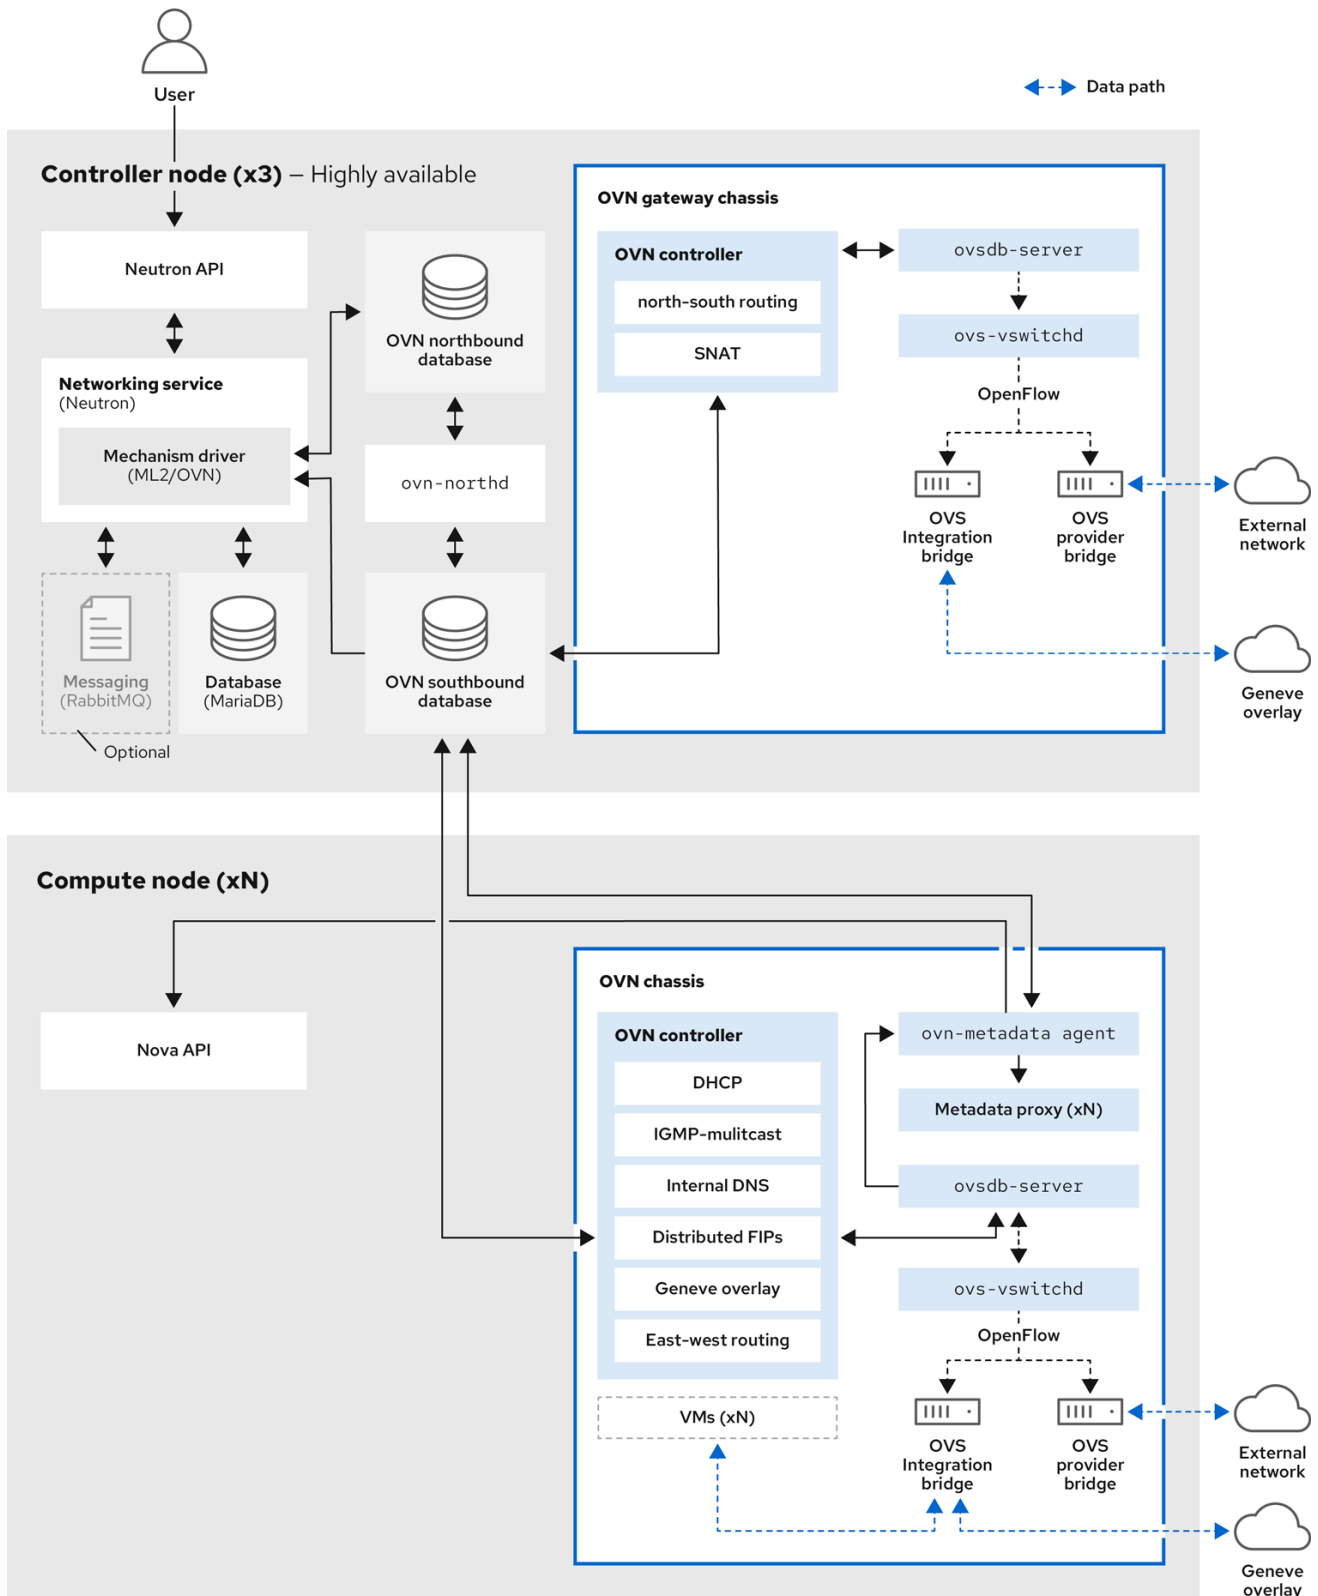 User
Data path
Controller node (x3) – Highly available
Neutron API
Networking service
(Neutron)
Mechanism driver
(ML2/OVN)
Messaging
(RabbitMQ)
Optional
Database
(MariaDB)
OVN northbound
database
ovn-northd
OVN southbound
database
OVN gateway chassis
OVN controller
north-south routing
SNAT
ovsdb-server
ovs-vswitchd
OpenFlow
OVS
Integration
bridge
OVS
provider
bridge
External
network
Geneve
overlay
Compute node (xN)
Nova API
OVN chassis
OVN controller
DHCP
IGMP-mulitcast
Internal DNS
Distributed FIPs
Geneve overlay
East-west routing
VMs (xN)
ovn-metadata agent
Metadata proxy (xN)
ovsdb-server
ovs-vswitchd
OpenFlow
OVS
Integration
bridge
OVS
provider
bridge
External
network
Geneve
overlay